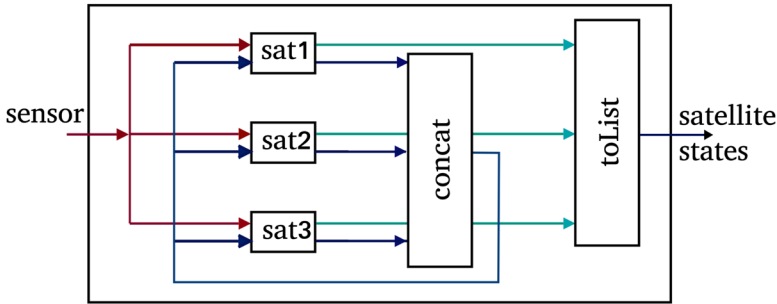 sensor
sat1
sat2
sat3
concat
toList
satellite
states